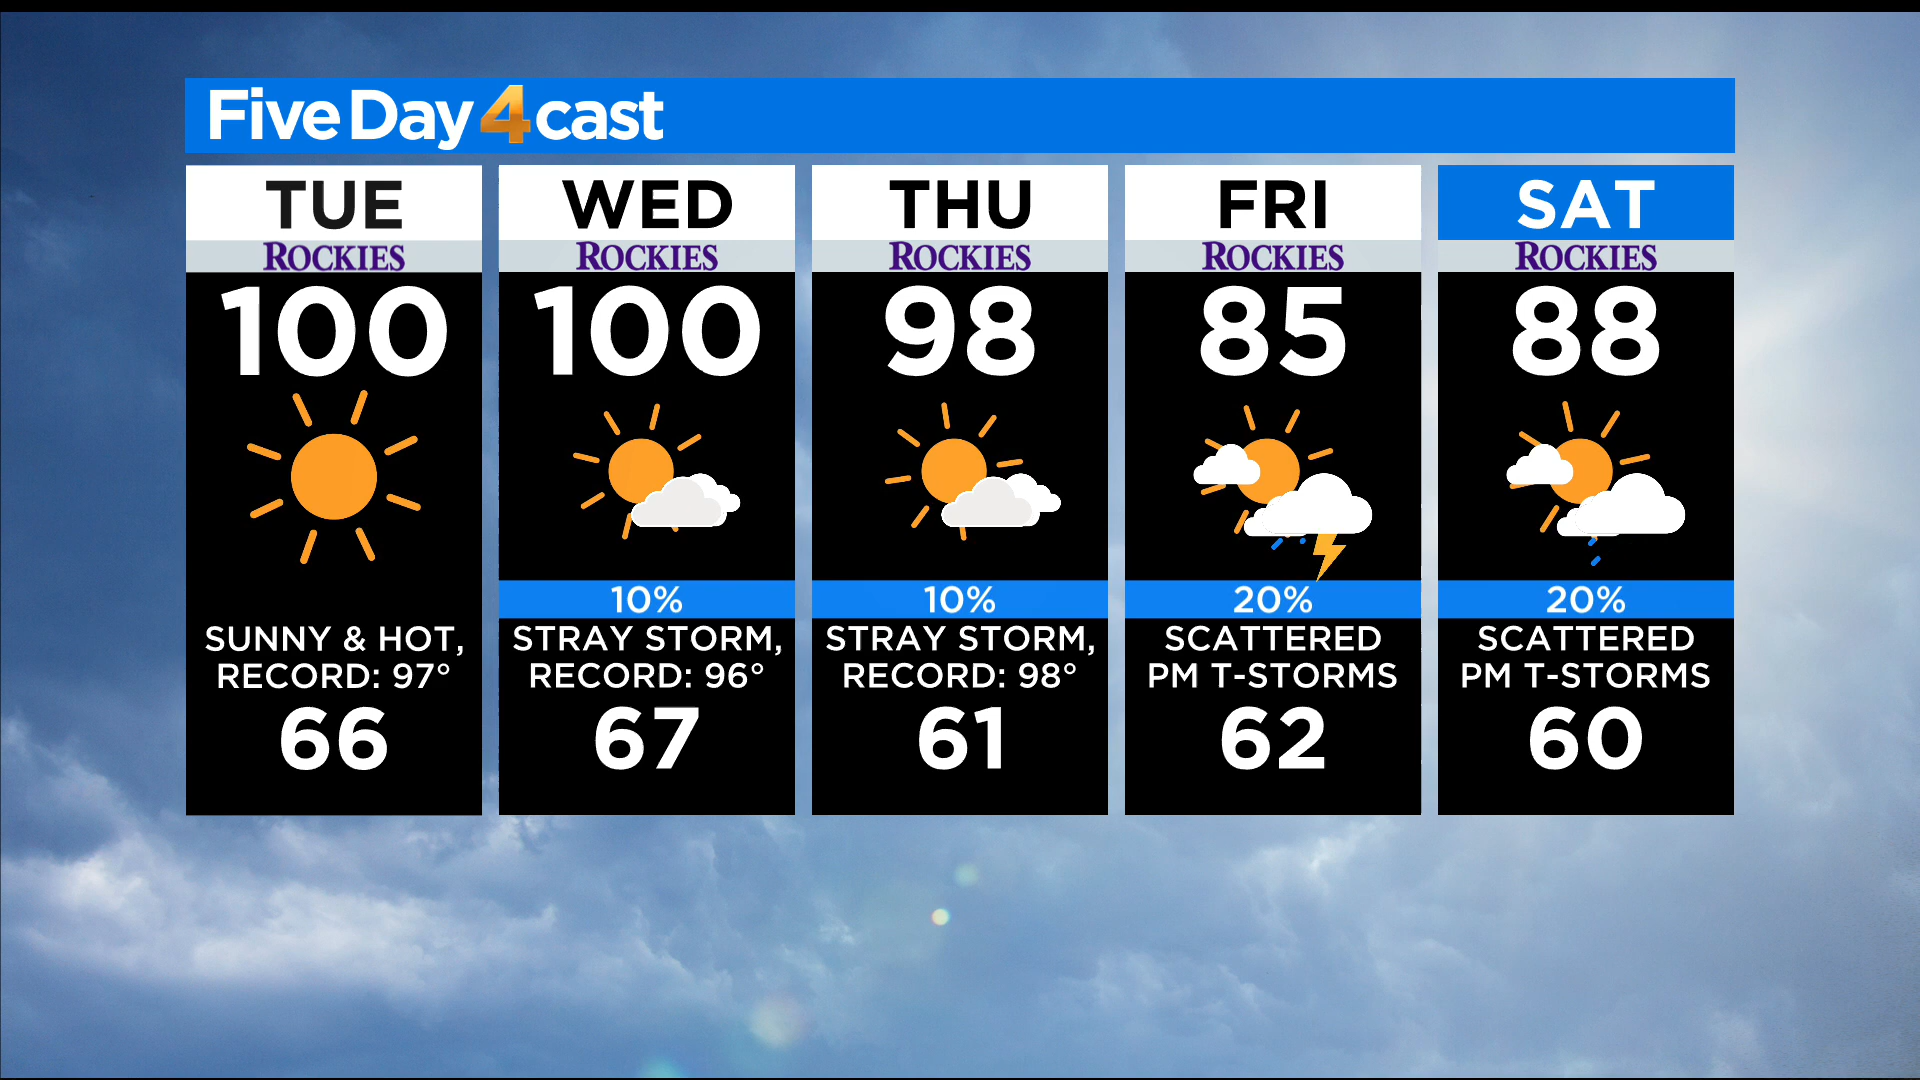 Five Day 4cast
TUE
ROCKIES
100
SUNNY & HOT,
RECORD: 97°
66
WED
ROCKIES
100
10%
STRAY STORM,
RECORD: 96°
67
THU
ROCKIES
98
10%
STRAY STORM,
RECORD: 98°
61
FRI
ROCKIES
85
20%
SCATTERED
PM T-STORMS
62
SAT
ROCKIES
88
20%
SCATTERED
PM T-STORMS
60